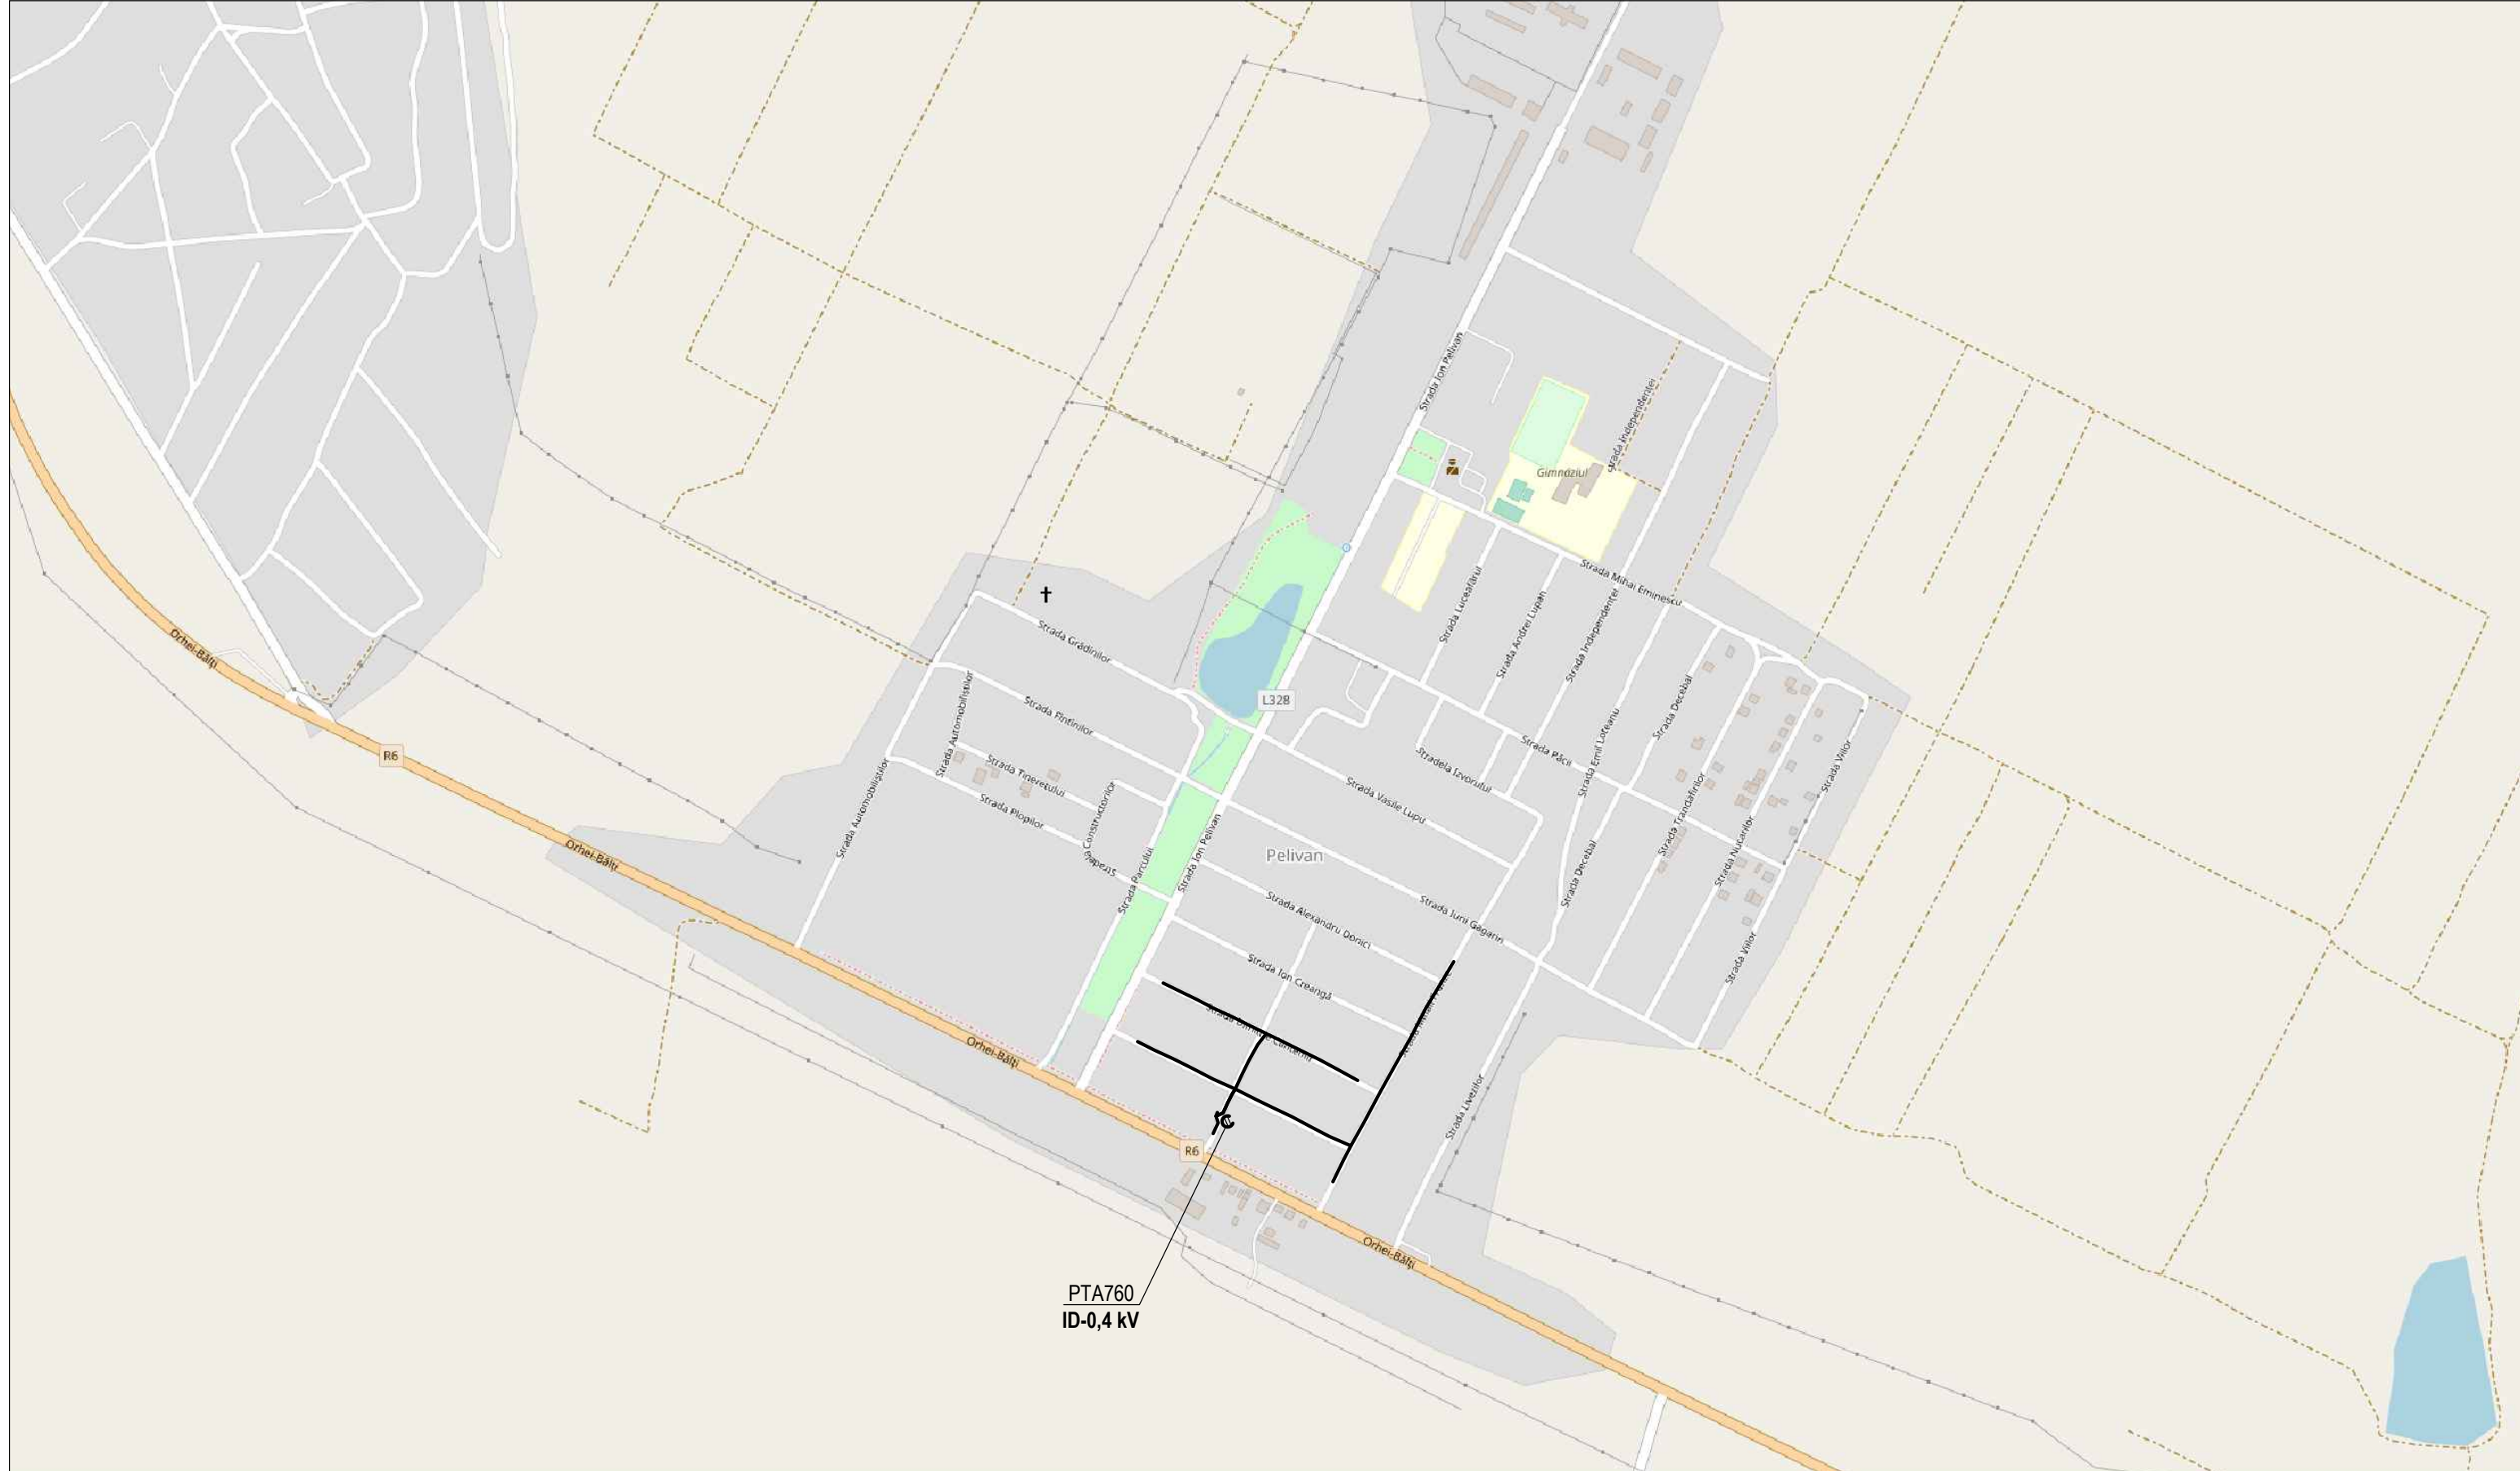 Strada Ion Pelivan
Strada Independenței
Gimnaziul
Strada Mihai Eminescu
Strada Luceafărul
Strada Andrei Lupan
Strada Independenței
Strada Grădinilor
Orhei-Bălți
Strada Automobiliștilor
Strada Fîntînilor
L328
Strada Decebal
Strada Emil Loteanu
Strada Păcii
Strada Viilor
R6
Strada Tineretului
Stradela Izvorului
Strada Vasile Lupu
Strada Plopilor
Strada Automobiliștilor
Strada Trandafirilor
Strada Nucarilor
Orhei-Bălți
Pelivan
Strada Parcului
Strada Ion Pelivan
Strada Decebal
Strada Alexandru Donici
Strada Iurii Gagarin
Strada Ion Creangă
Strada Viilor
Orhei-Bălți
Strada Livezilor
R6
Orhei-Bălți
PTA760
ID-0,4 kV